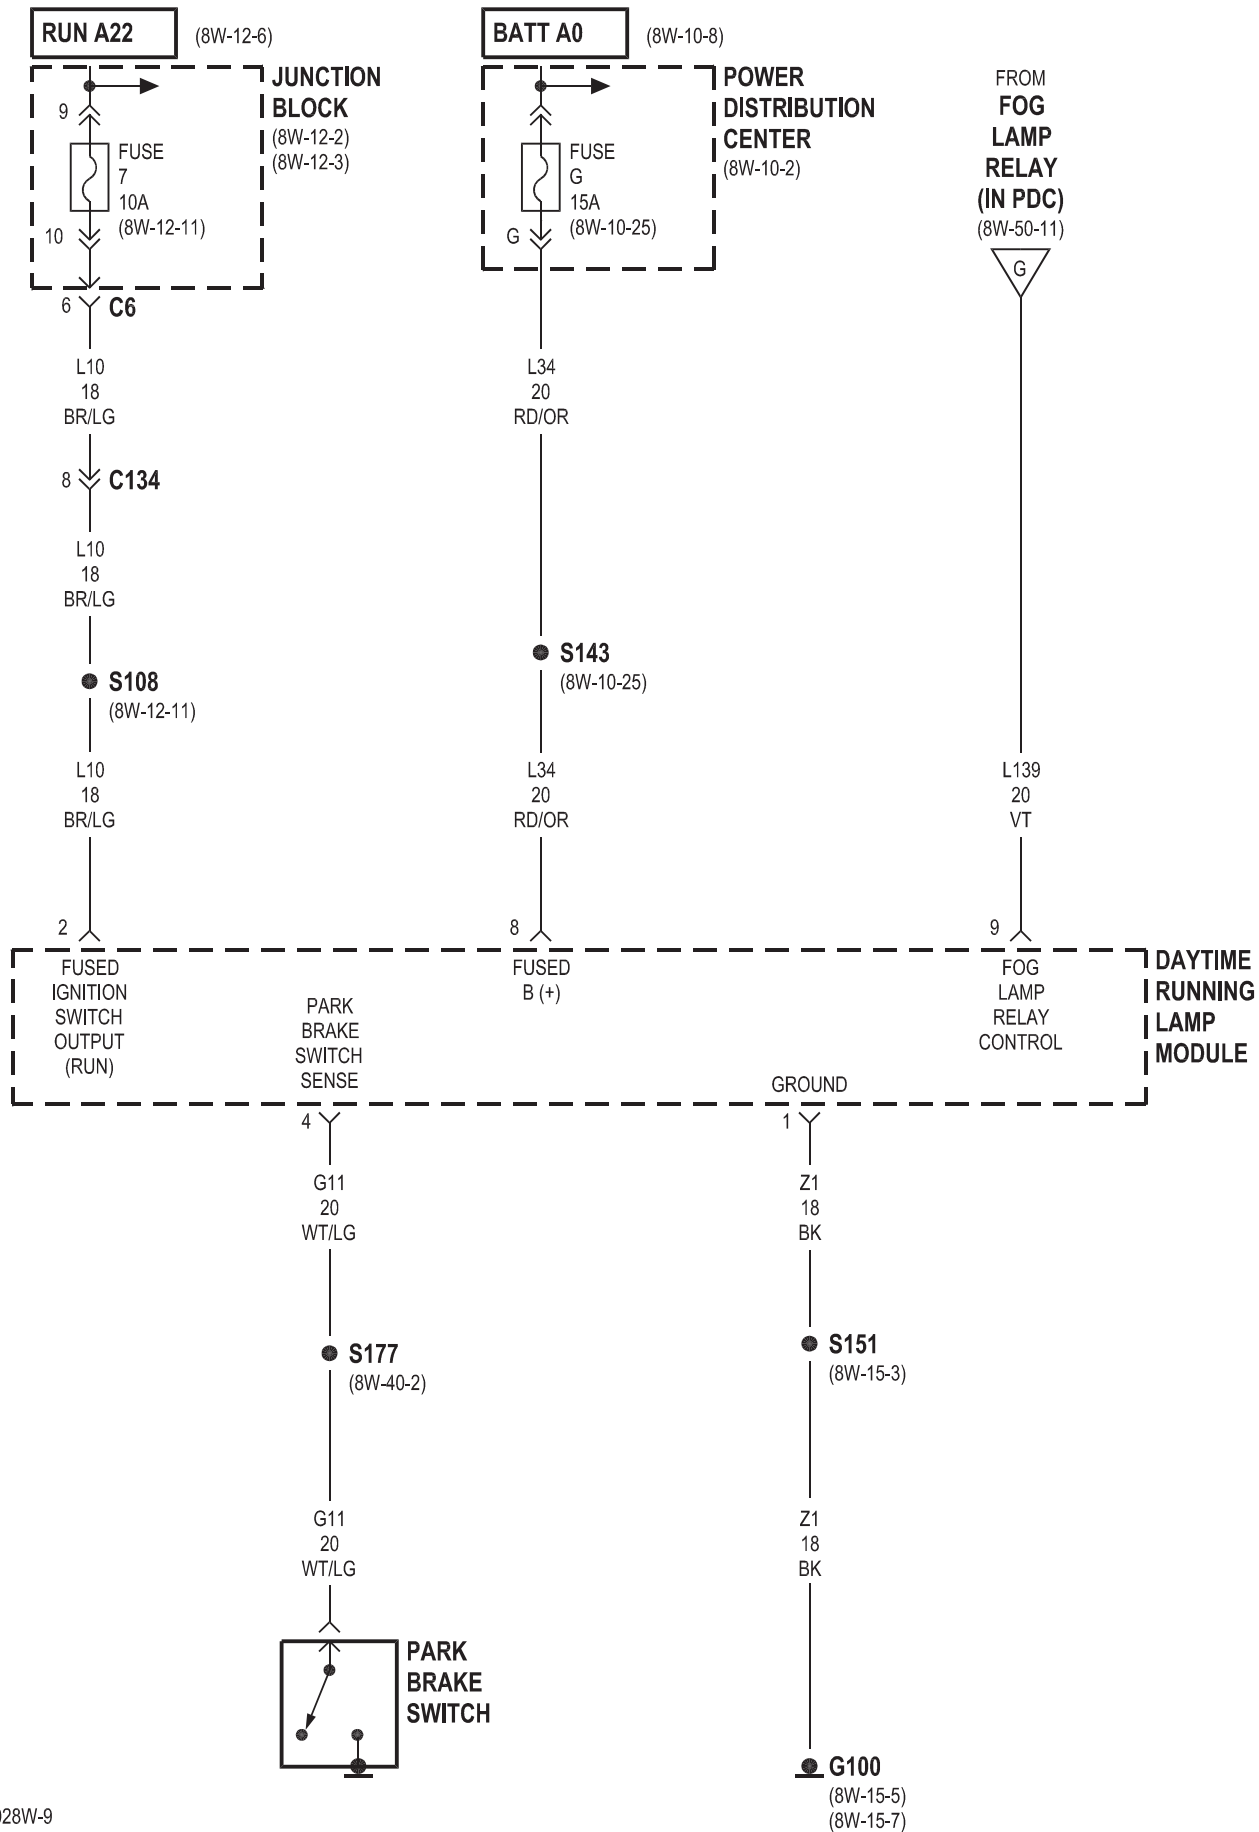 RUN A22
(8W-12-6)
BATT A0
(8W-10-8)
JUNCTION
BLOCK
(8W-12-2)
(8W-12-3)
9
FUSE
7
10A
(8W-12-11)
10
6
C6
POWER
DISTRIBUTION
CENTER
(8W-10-2)
FUSE
G
15A
(8W-10-25)
G
FROM
FOG
LAMP
RELAY
(IN PDC)
(8W-50-11)
G
L10
18
BR/LG
L34
20
RD/OR
8
C134
L10
18
BR/LG
S108
(8W-12-11)
S143
(8W-10-25)
L10
18
BR/LG
L34
20
RD/OR
L139
20
VT
2
8
9
FUSED
IGNITION
SWITCH
OUTPUT
(RUN)
PARK
BRAKE
SWITCH
SENSE
FUSED
B (+)
GROUND
FOG
LAMP
RELAY
CONTROL
DAYTIME
RUNNING
LAMP
MODULE
4
1
G11
20
WT/LG
Z1
18
BK
S177
(8W-40-2)
S151
(8W-15-3)
G11
20
WT/LG
Z1
18
BK
PARK
BRAKE
SWITCH
G100
(8W-15-5)
(8W-15-7)
28W-9